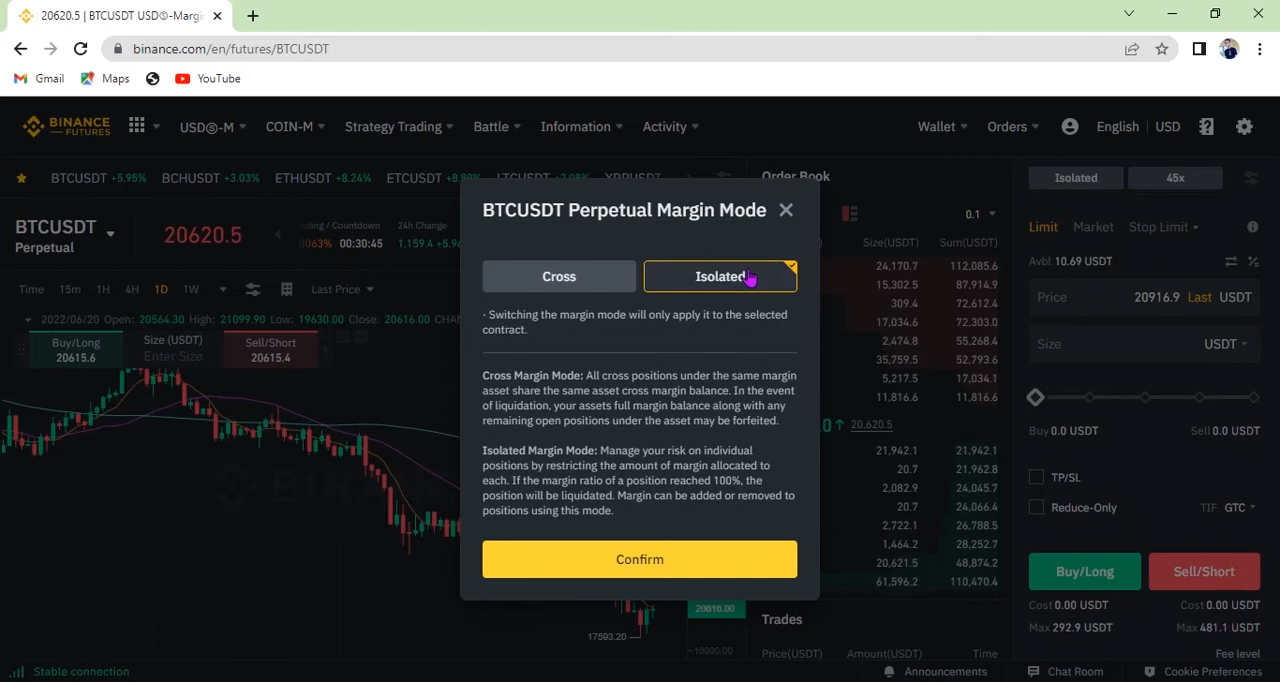 20620.5 | BTCUSDT USDⓈ-Margi
binance.com/en/futures/BTCUSDT
Gmail Maps YouTube
BINANCE FUTURES USDⓈ-M COIN-M Strategy Trading Battle Information Activity Wallet Orders English USD
BTCUSDT +5.95% BCHUSDT +3.03% ETHUSDT +8.24% ETCUSDT Order Book Isolated 45x
BTCUSDT Perpetual Margin Mode
BTCUSDT 20620.5 / Countdown 24h Change 0.1 Limit Market Stop Limit
Perpetual 00:30:45 1,159.4 Size(USDT) Sum(USDT)
Avbl 10.69 USDT
Cross Isolated
24,170.7 112,085.6
15,302.5 87,914.9
Time 15m 1H 4H 1D 1W Last Price
Price 20916.9 Last USDT
309.4 72,612.4
2022/06/20 Open: 20564.30 High: 21099.90 Low: 19630.00 Close: 20616.00
17,034.6 72,303.0
· Switching the margin mode will only apply it to the selected
contract.
Buy/Long Size (USDT) Sell/Short
20615.6 Enter Size 20615.4
2,474.8 55,268.4
Size USDT
35,759.5 52,793.6
Cross Margin Mode: All cross positions under the same margin
asset share the same asset cross margin balance. In the event
of liquidation, your assets full margin balance along with any
remaining open positions under the asset may be forfeited.
5,217.5 17,034.1
11,816.6 11,816.6
20,620.5
Buy 0.0 USDT Sell 0.0 USDT
Isolated Margin Mode: Manage your risk on individual
positions by restricting the amount of margin allocated to
each. If the margin ratio of a position reached 100%, the
position will be liquidated. Margin can be added or removed to
positions using this mode.
21,942.1 21,942.1
20.7 21,962.8
TP/SL
2,082.9 24,045.7
20.7 24,066.4
Reduce-Only TIF GTC
2,722.1 26,788.5
1,464.2 28,252.7
Confirm
20,621.5 48,874.2
61,596.2 110,470.4
Buy/Long Sell/Short
20616.00
Cost 0.00 USDT Cost 0.00 USDT
Trades
Max 292.9 USDT Max 481.1 USDT
17593.20
Price(USDT) Amount(USDT) Time
Fee level
Stable connection Announcements Chat Room Cookie Preferences